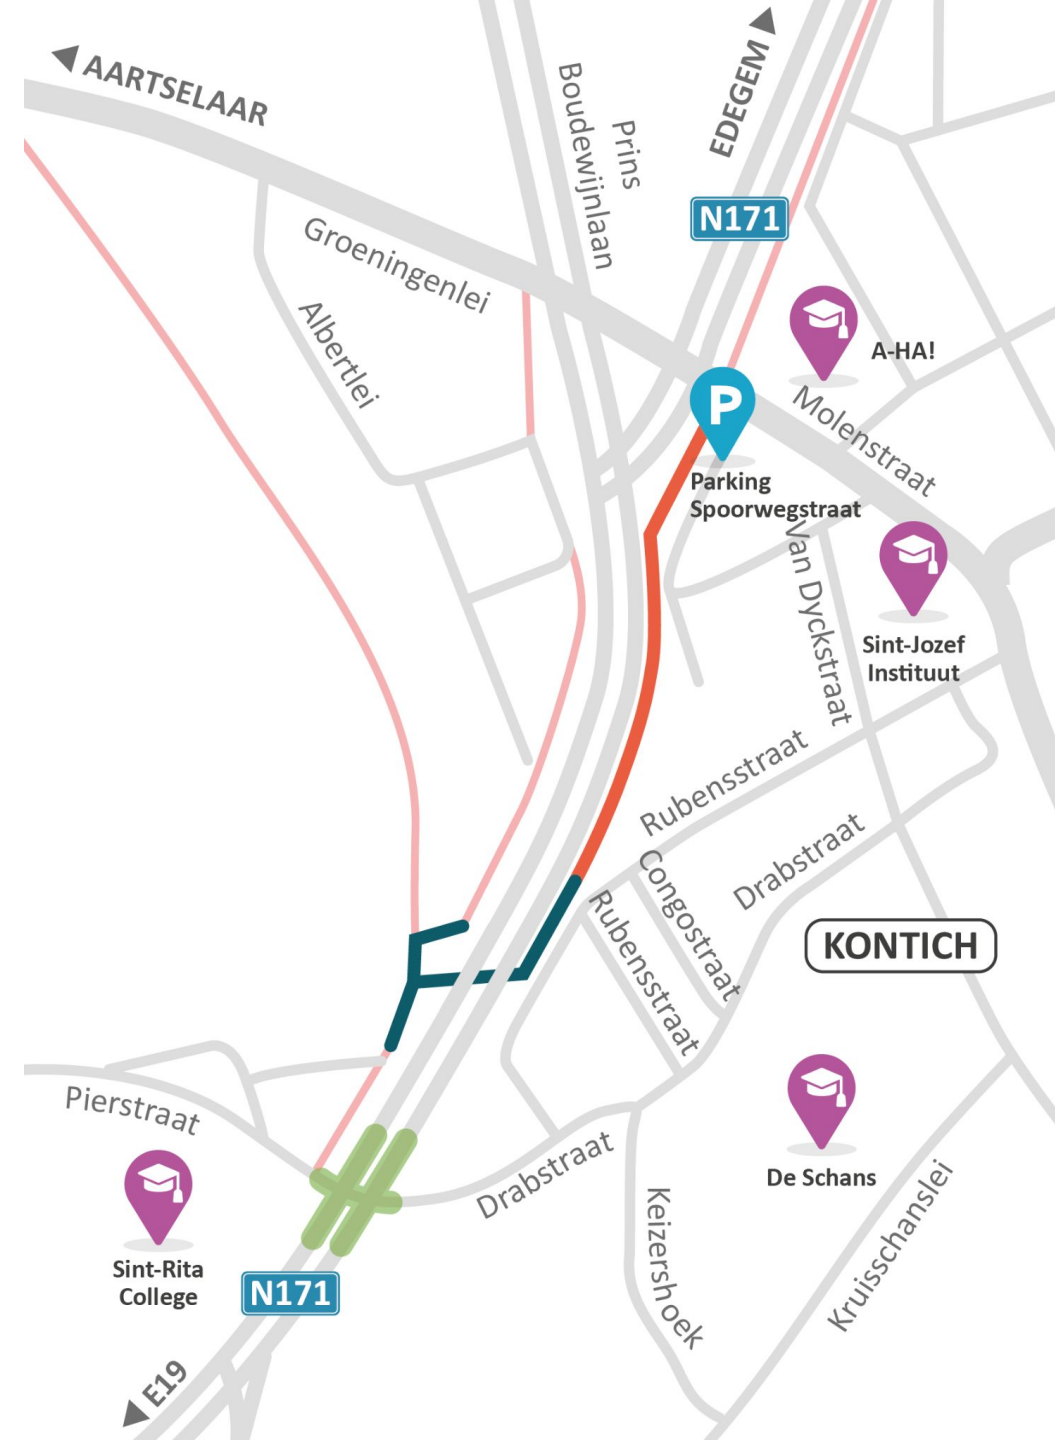 AARTSELAAR
EDEGEM
Prins
Boudewijnlaan
N171
Groeningenlei
Albertlei
A-HA!
Molenstraat
P
Parking
Spoorwegstraat
Van Dyckstraat
Sint-Jozef
Instituut
Rubensstraat
Congostraat
Drabstraat
Rubensstraat
KONTICH
Pierstraat
Drabstraat
De Schans
Keizershoek
Kruisschanslei
Sint-Rita
College
N171
E19